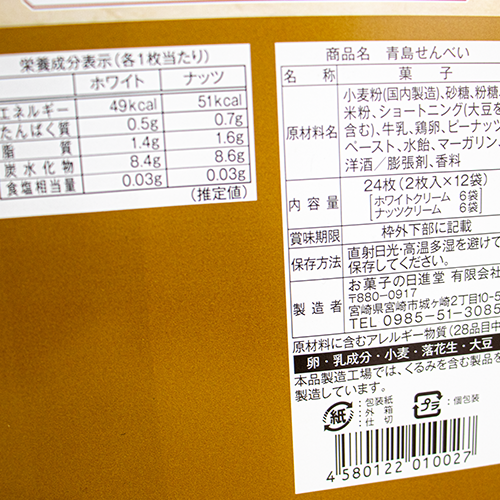 栄養成分表示(各1枚当たり)
ホワイト ナッツ
エネルギー 49kcal 51kcal
たんぱく質 0.5g 0.7g
脂質 1.4g 1.6g
炭水化物 8.4g 8.6g
食塩相当量 0.03g 0.03g
(推定値)
商品名 青島せんべい
名称 菓子
原材料名 小麦粉(国内製造)、砂糖、粉糖、
米粉、ショートニング(大豆を
含む)、牛乳、鶏卵、ピーナッツ
ペースト、水飴、マーガリン、
洋酒/膨張剤、香料
内容量 24枚(2枚入×12袋)
[ホワイトクリーム 6袋
ナッツクリーム 6袋]
賞味期限 枠外下部に記載
保存方法 直射日光・高温多湿を避けて
保存してください。
製造者 お菓子の日進堂 有限会
〒880-0917
宮崎県宮崎市城ヶ崎2丁目10-5
TEL 0985-51-3085
原材料に含むアレルギー物質(28品目中
卵・乳成分・小麦・落花生・大豆
本品製造工場では、くるみを含む製品を
製造しています。
紙 :包装紙
:外箱
:仕切
プラ :個包装
4 580122 010027